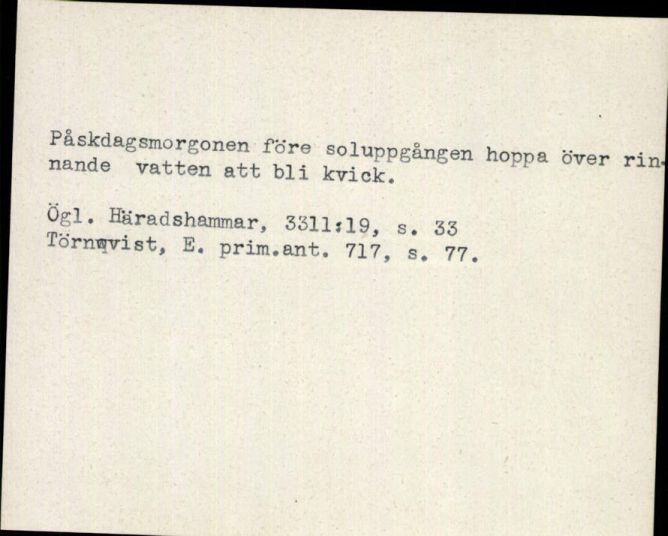 Påskdagsmorgonen före soluppgången hoppa över rin-
nande vatten att bli kvick.
Ögl. Häradshammar, 3311:19, s. 33
Törnqvist, E. prim.ant. 717, s. 77.